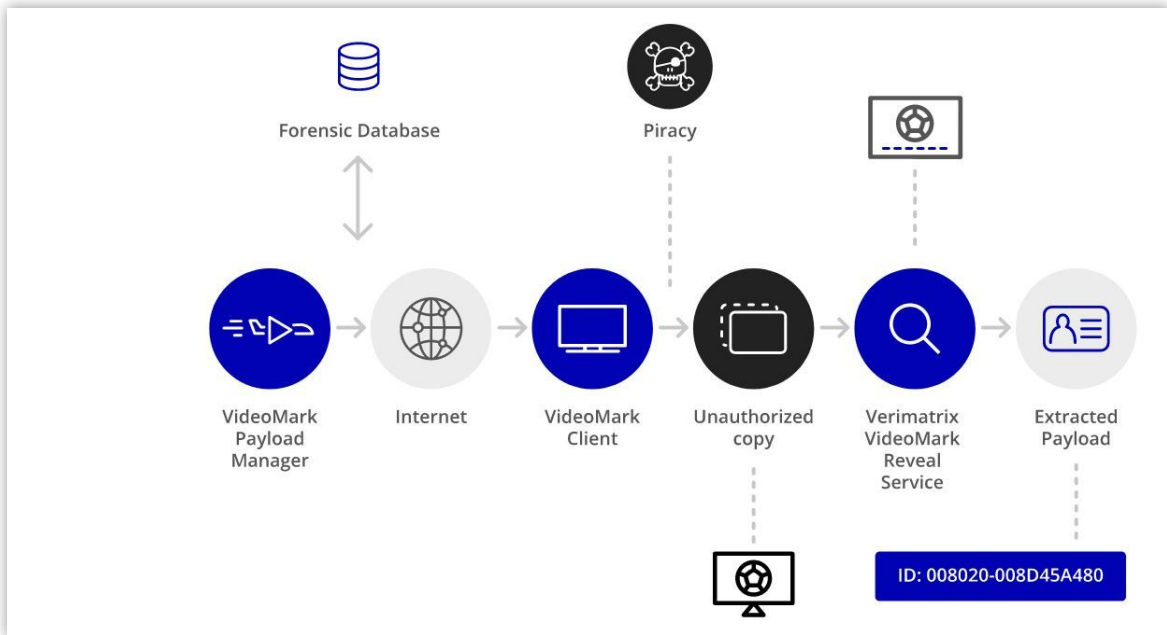 Forensic Database
Piracy
VideoMark
Payload
Manager
Internet
VideoMark
Client
Unauthorized
copy
Verimatrix
VideoMark
Reveal
Service
Extracted
Payload
ID: 008020-008D45A480